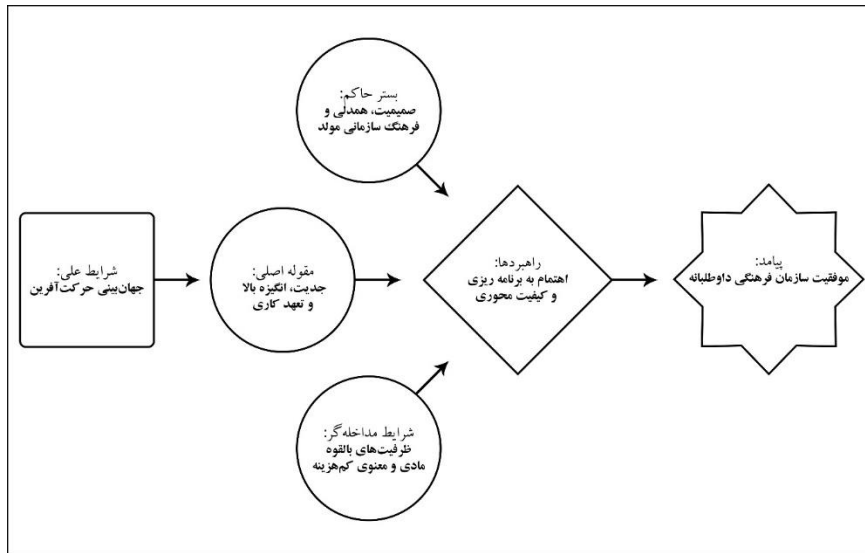 بستر حاکم:
صمیمیت، همدلی و
فرهنگ سازمانی مولد
شرایط علی:
جهان‌بینی حرکت‌آفرین
مقوله اصلی:
جدیت، انگیزه بالا
و تعهد کاری
راهبردها:
اهتمام به برنامه ریزی
و کیفیت محوری
پیامد:
موفقیت سازمان فرهنگی داوطلبانه
شرایط مداخله‌گر:
ظرفیت‌های بالقوه
مادی و معنوی کم‌هزینه